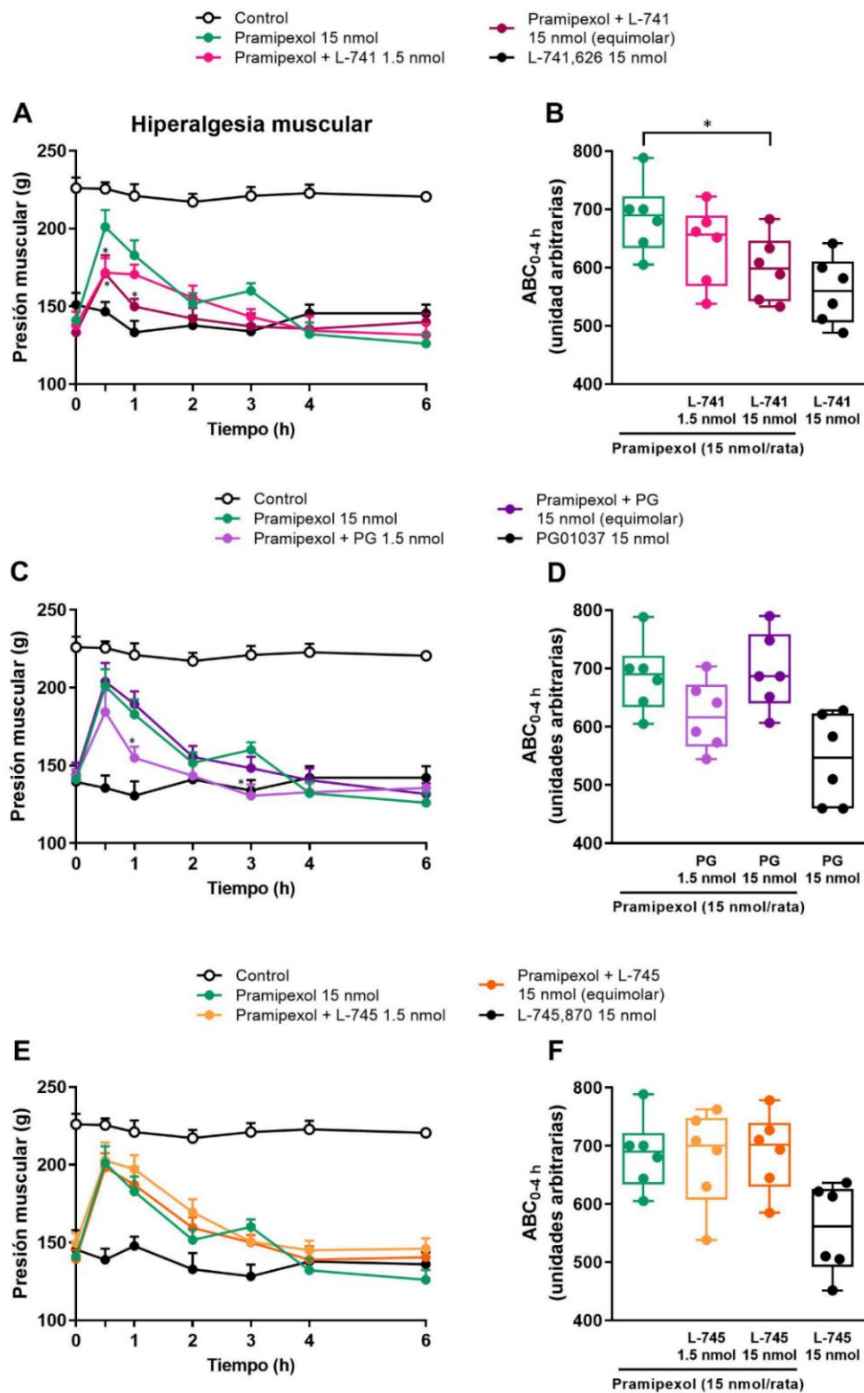 Control
Pramipexol 15 nmol
Pramipexol + L-741 1.5 nmol
Pramipexol + L-741
15 nmol (equimolar)
L-741,626 15 nmol
A
Hiperalgesia muscular
Presión muscular (g)
250
200
150
100
0 1 2 3 4 6
Tiempo (h)
* * *
B
*
ABC0-4 h
(unidad arbitrarias)
800
700
600
500
400
L-741 L-741 L-741
1.5 nmol 15 nmol 15 nmol
Pramipexol (15 nmol/rata)
Control
Pramipexol 15 nmol
Pramipexol + PG 1.5 nmol
Pramipexol + PG
15 nmol (equimolar)
PG01037 15 nmol
C
Presión muscular (g)
250
200
150
100
0 1 2 3 4 6
Tiempo (h)
* *
D
ABC0-4 h
(unidades arbitrarias)
800
700
600
500
400
PG PG PG
1.5 nmol 15 nmol 15 nmol
Pramipexol (15 nmol/rata)
Control
Pramipexol 15 nmol
Pramipexol + L-745 1.5 nmol
Pramipexol + L-745
15 nmol (equimolar)
L-745,870 15 nmol
E
Presión muscular (g)
250
200
150
100
0 1 2 3 4 6
Tiempo (h)
F
ABC0-4 h
(unidades arbitrarias)
800
700
600
500
400
L-745 L-745 L-745
1.5 nmol 15 nmol 15 nmol
Pramipexol (15 nmol/rata)